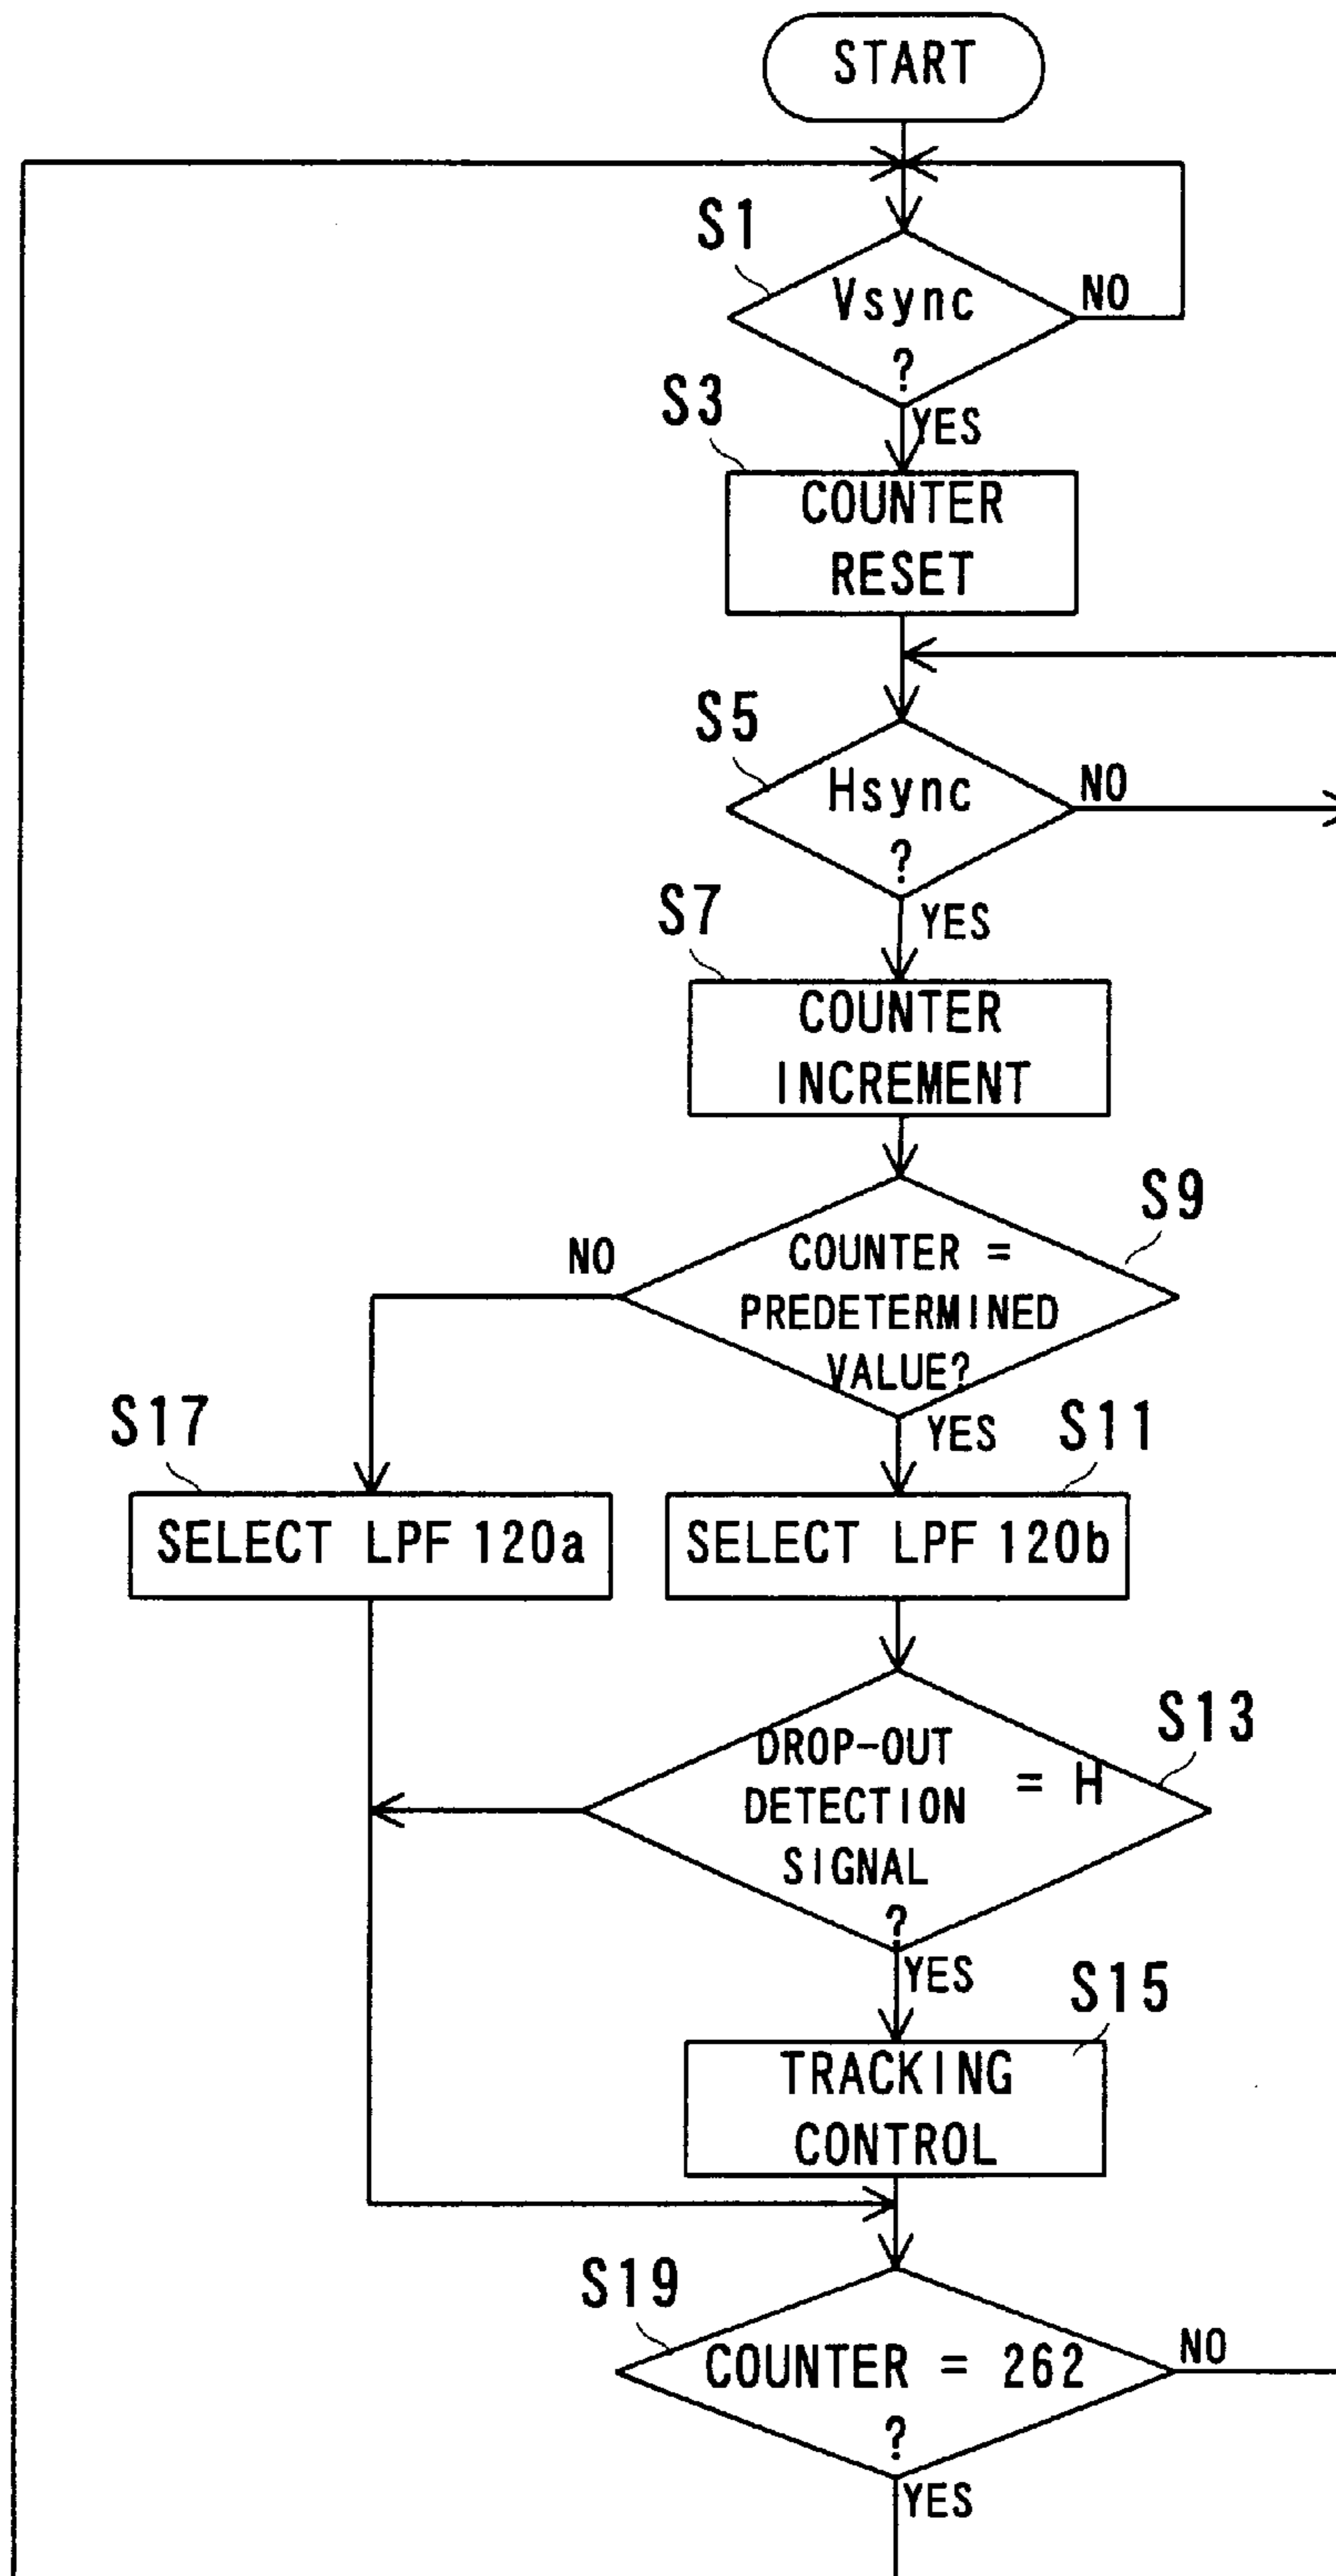 START
S1
Vsync
?
NO
YES
S3
COUNTER
RESET
S5
Hsync
?
NO
YES
S7
COUNTER
INCREMENT
S9
COUNTER =
PREDETERMINED
VALUE?
NO
YES
S17
SELECT LPF 120a
S11
SELECT LPF 120b
S13
DROP-OUT
DETECTION = H
SIGNAL
?
YES
S15
TRACKING
CONTROL
S19
COUNTER = 262
?
NO
YES